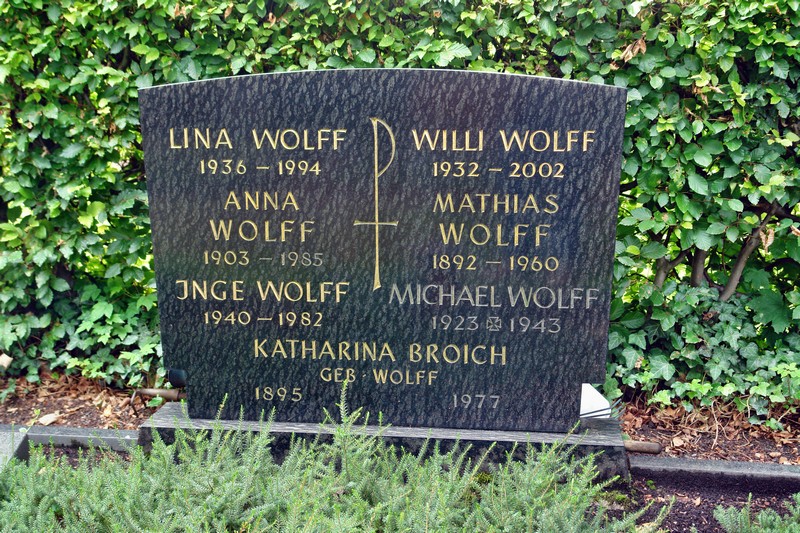 LINA WOLFF
1936 – 1994
ANNA
WOLFF
1903 – 1985
JNGE WOLFF
1940 – 1982
WILLI WOLFF
1932 – 2002
MATHIAS
WOLFF
1892 – 1960
MICHAEL WOLFF
1923 ✠ 1943
KATHARINA BROICH
GEB · WOLFF
1895 1977